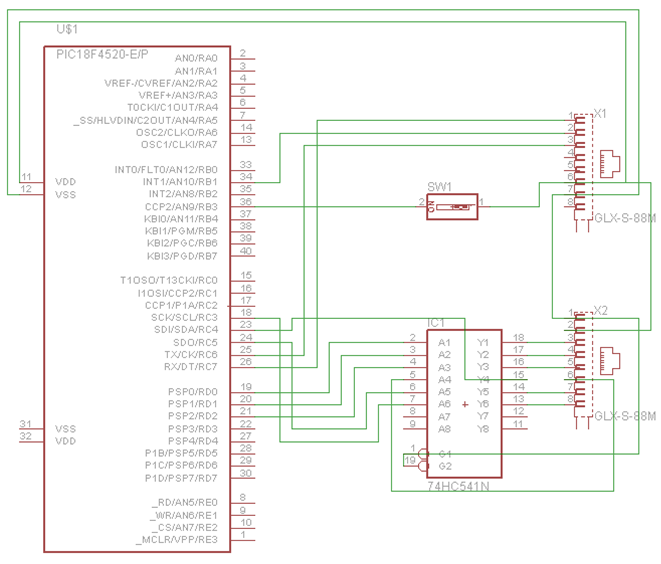 U$1
PIC18F4520-E/P
AN0/RA0 2
AN1/RA1 3
VREF-/CVREF/AN2/RA2 4
VREF+/AN3/RA3 5
T0CKI/C1OUT/RA4 6
_SS/HLVDIN/C2OUT/AN4/RA5 7
OSC2/CLKO/RA6 14
OSC1/CLKI/RA7 13
INT0/FLT0/AN12/RB0 33
11 VDD INT1/AN10/RB1 34
12 VSS INT2/AN8/RB2 35
CCP2/AN9/RB3 36
KBI0/AN11/RB4 37
KBI1/PGM/RB5 38
KBI2/PGC/RB6 39
KBI3/PGD/RB7 40
T1OSO/T13CKI/RC0 15
I1OSI/CCP2/RC1 16
CCP1/P1A/RC2 17
SCK/SCL/RC3 18
SDI/SDA/RC4 23
SDO/RC5 24
TX/CK/RC6 25
RX/DT/RC7 26
PSP0/RD0 19
PSP1/RD1 20
PSP2/RD2 21
31 VSS PSP3/RD3 22
32 VDD PSP4/RD4 27
P1B/PSP5/RD5 28
P1C/PSP6/RD6 29
P1D/PSP7/RD7 30
_RD/AN5/RE0 8
_WR/AN6/RE1 9
_CS/AN7/RE2 10
_MCLR/VPP/RE3 1
SW1
2 ON 1
X1
1
2
3
4
5
6
7
8
GLX-S-88M
IC1
2 A1 Y1 18
3 A2 Y2 17
4 A3 Y3 16
5 A4 Y4 15
6 A5 Y5 14
7 A6 Y6 13
8 A7 Y7 12
9 A8 Y8 11
1 G1
19 G2
74HC541N
X2
1
2
3
4
5
6
7
8
GLX-S-88M